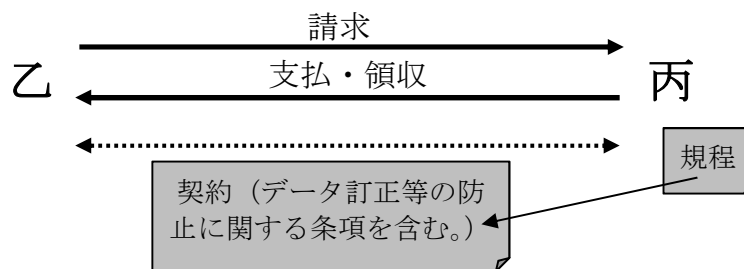 請求
乙
支払・領収
丙
規程
契約（データ訂正等の防
止に関する条項を含む。）